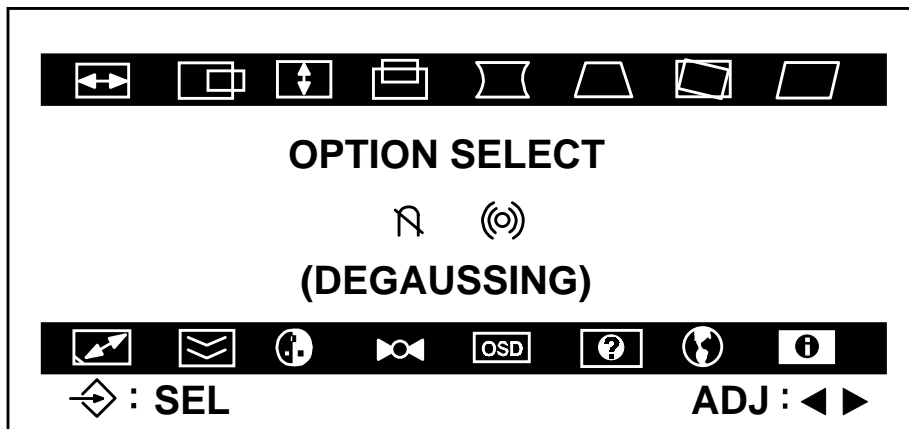 OPTION SELECT
(DEGAUSSING)
OSD ? i
: SEL ADJ : ◀ ▶